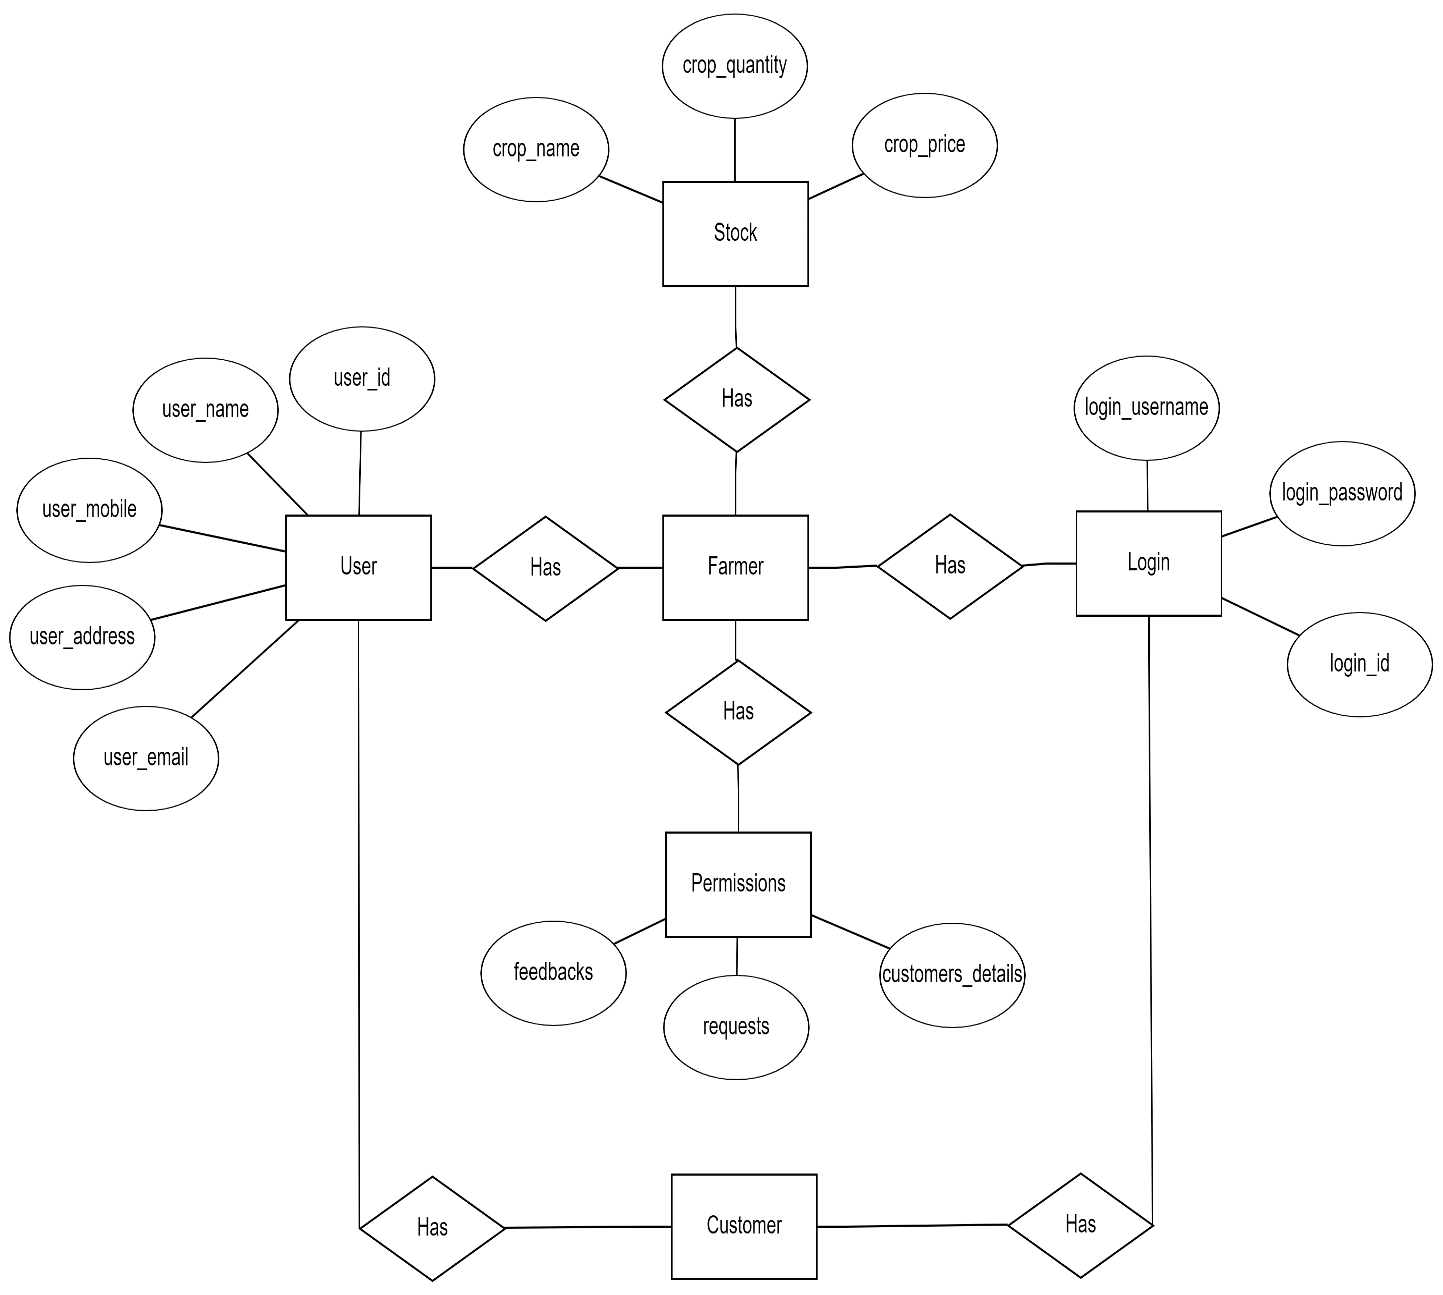 crop_quantity
crop_name
crop_price
Stock
user_id
user_name
Has
login_username
user_mobile
login_password
User
Has
Farmer
Has
Login
user_address
login_id
Has
user_email
Permissions
feedbacks
customers_details
requests
Has
Customer
Has